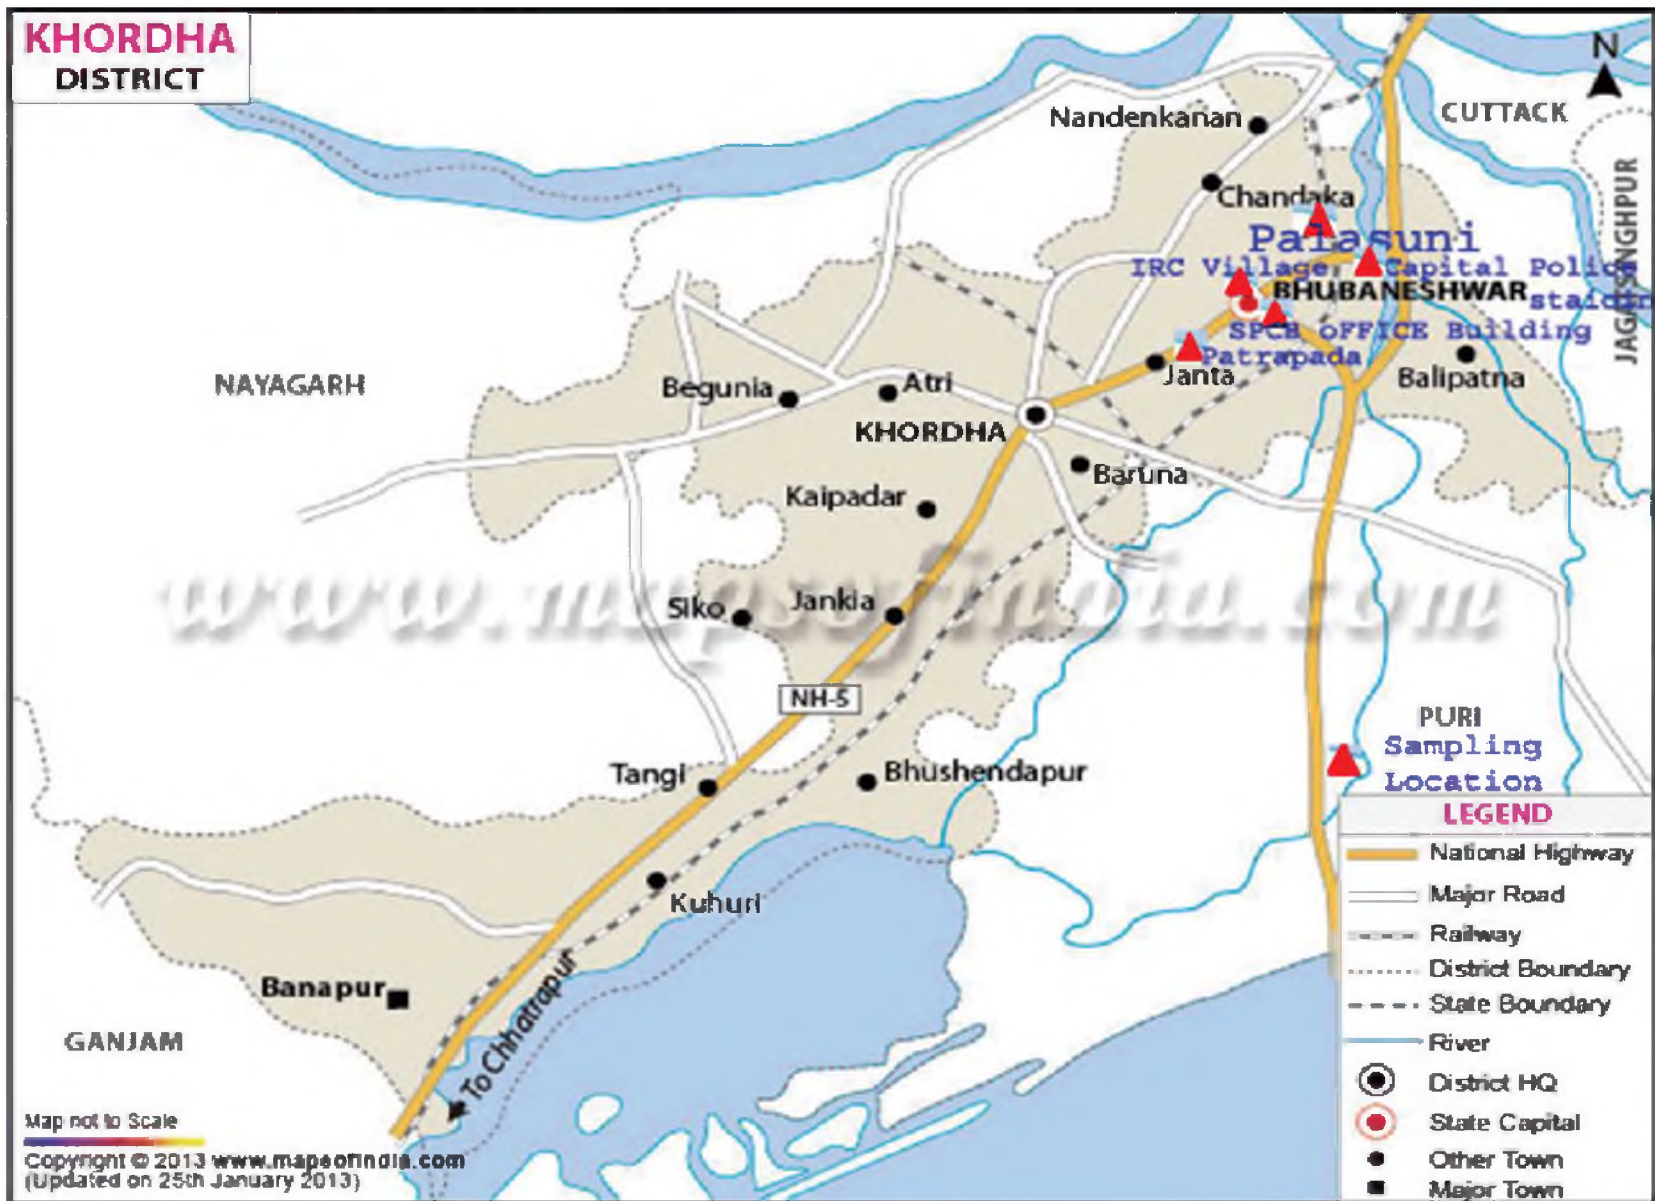 KHORDHA
DISTRICT
N
CUTTACK
Nandenkanan
JAGATSINGHPUR
Chandaka
Palasuni
IRC Village
Capital Police
BHUBANESHWAR
SPCB oFFICE Building
Patrapada
Janta
Balipatna
NAYAGARH
Begunia
Atri
KHORDHA
Baruna
Kaipadar
www.mapsofindia.com
Siko
Jankia
NH-5
PURI
Sampling
Location
Tangi
Bhushendapur
Kuhuri
Banapur
To Chhatrapur
GANJAM
LEGEND
National Highway
Major Road
Railway
District Boundary
State Boundary
River
District HQ
State Capital
Other Town
Major Town
Map not to Scale
Copyright © 2013 www.mapsofindia.com
(Updated on 25th January 2013)